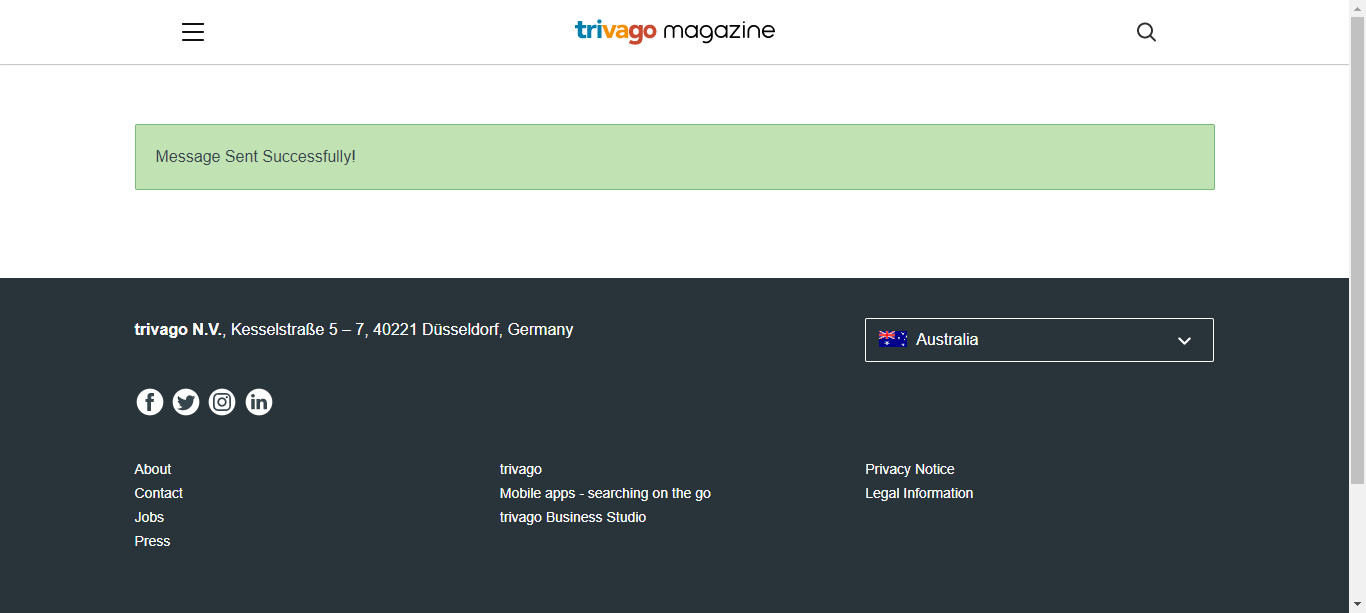 trivago magazine
Message Sent Successfully!
trivago N.V., Kesselstraße 5 – 7, 40221 Düsseldorf, Germany
Australia
About
Contact
Jobs
Press
trivago
Mobile apps - searching on the go
trivago Business Studio
Privacy Notice
Legal Information